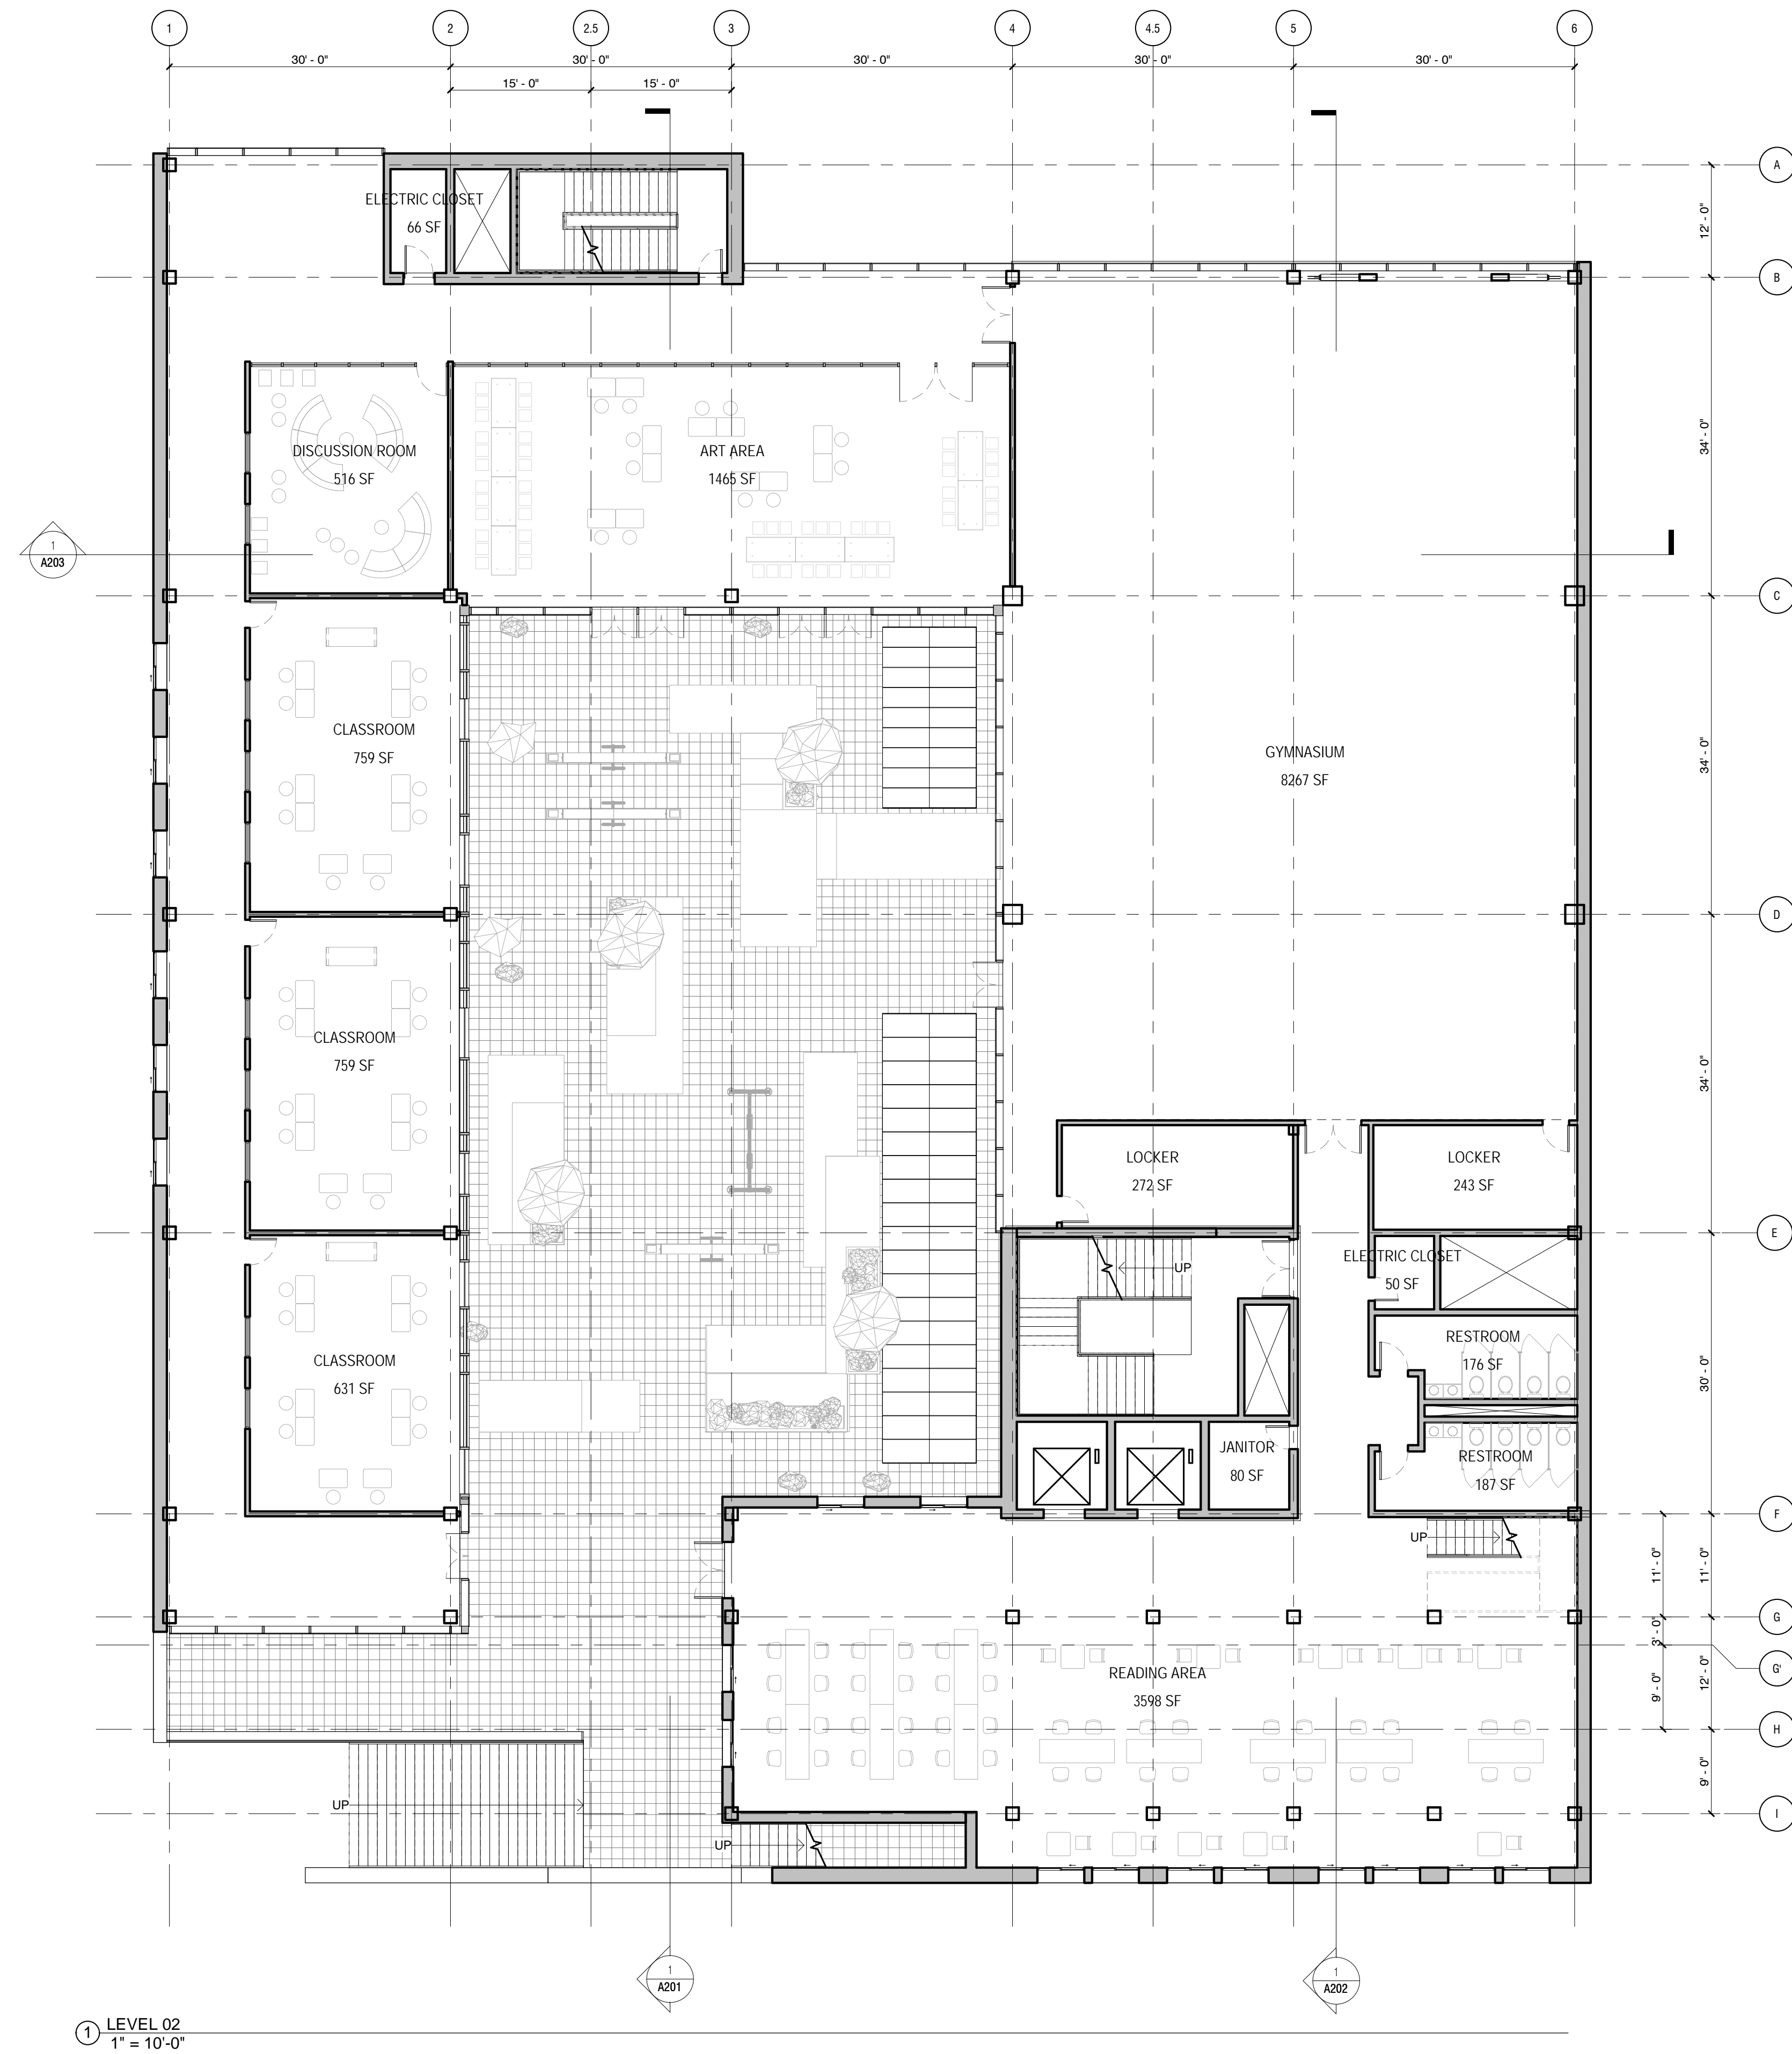 1
2
2.5
3
4
4.5
5
6
30' - 0"
30' - 0"
30' - 0"
30' - 0"
30' - 0"
15' - 0"
15' - 0"
A
12' - 0"
ELECTRIC CLOSET
66 SF
B
34' - 0"
DISCUSSION ROOM
516 SF
ART AREA
1465 SF
1
A203
C
CLASSROOM
759 SF
GYMNASIUM
8267 SF
34' - 0"
D
CLASSROOM
759 SF
34' - 0"
LOCKER
272 SF
LOCKER
243 SF
E
UP
ELECTRIC CLOSET
50 SF
CLASSROOM
631 SF
RESTROOM
176 SF
30' - 0"
JANITOR
80 SF
RESTROOM
187 SF
F
UP
11' - 0"
11' - 0"
G
3' - 0"
G'
READING AREA
3598 SF
9' - 0"
12' - 0"
H
9' - 0"
UP
I
UP
1
A201
1
A202
1
LEVEL 02
1" = 10'-0"